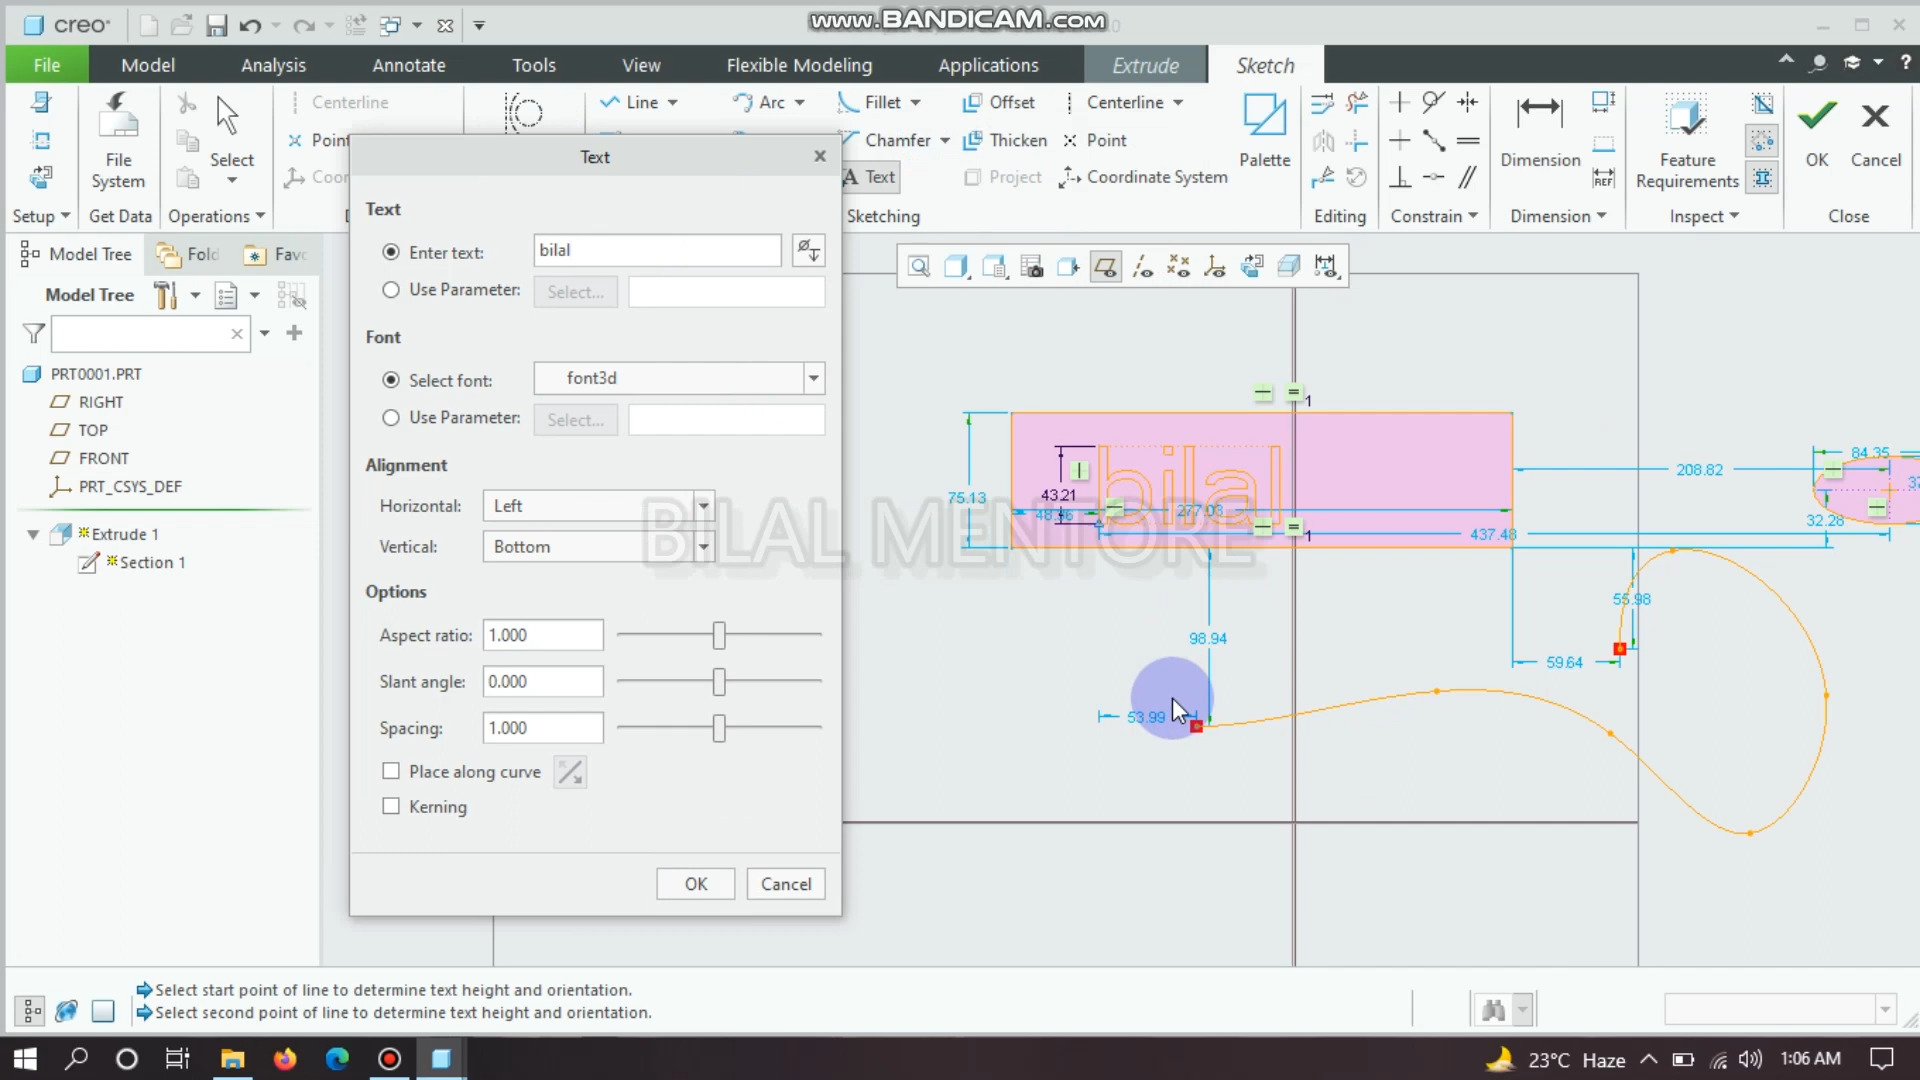 creo
www.BANDICAM.com
File Model Analysis Annotate Tools View Flexible Modeling Applications Extrude Sketch
Centerline Line Arc Fillet Offset Centerline
File System Select Point Chamfer Thicken Point Palette Dimension Feature Requirements OK Cancel
Text Project Coordinate System
Setup Get Data Operations Sketching Editing Constrain Dimension Inspect Close
Model Tree
Model Tree
PRT0001.PRT
RIGHT
TOP
FRONT
PRT_CSYS_DEF
Extrude 1
Section 1
Text
Text
Enter text: bilal
Use Parameter: Select...
Font
Select font: font3d
Use Parameter: Select...
Alignment
Horizontal: Left
Vertical: Bottom
Options
Aspect ratio: 1.000
Slant angle: 0.000
Spacing: 1.000
Place along curve
Kerning
OK Cancel
1
bilal
75.13
43.21
277.03
208.82
84.35
32.28
437.48
1
BILAL MENTORE
55.98
98.94
59.64
53.99
Select start point of line to determine text height and orientation.
Select second point of line to determine text height and orientation.
23°C Haze 1:06 AM